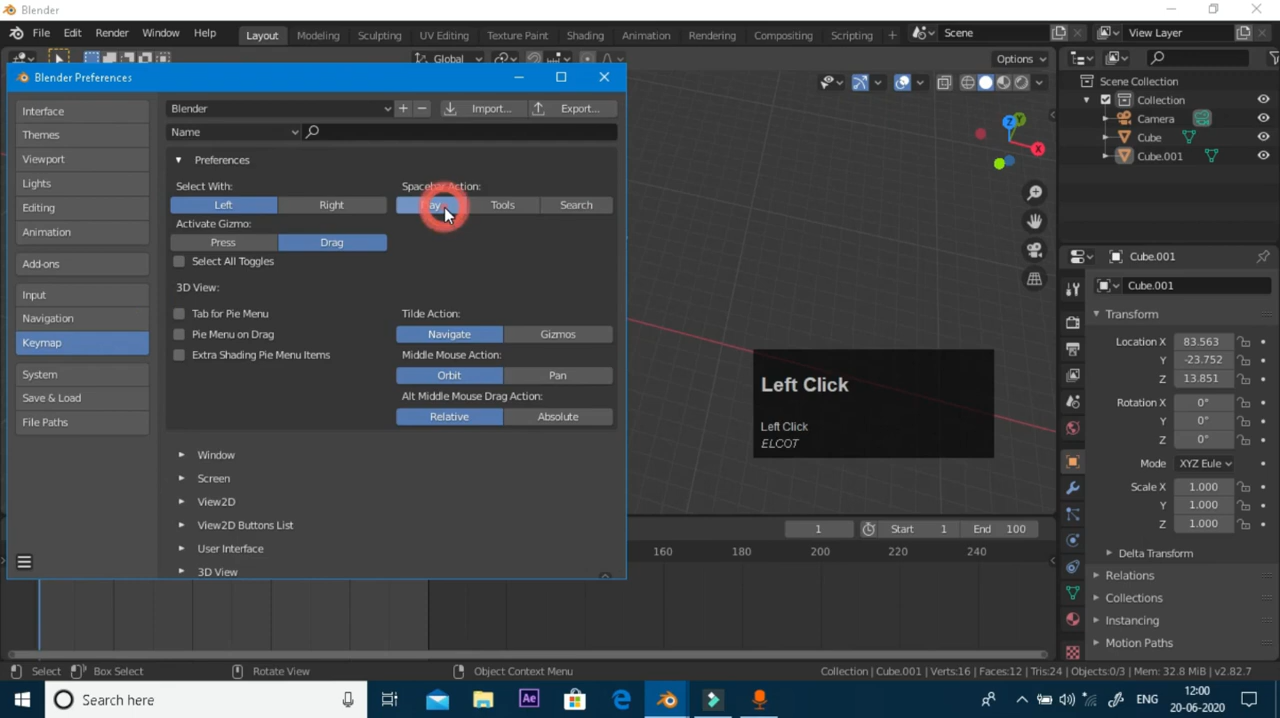 Blender
File Edit Render Window Help Layout Modeling Sculpting UV Editing Texture Paint Shading Animation Rendering Compositing Scripting + Scene View Layer
Global Options
Blender Preferences
Interface
Themes
Viewport
Lights
Editing
Animation
Add-ons
Input
Navigation
Keymap
System
Save & Load
File Paths
Blender Import... Export...
Name
Preferences
Select With: Spacebar Action:
Left Right Play Tools Search
Activate Gizmo:
Press Drag
Select All Toggles
3D View:
Tab for Pie Menu Tilde Action:
Pie Menu on Drag Navigate Gizmos
Extra Shading Pie Menu Items Middle Mouse Action:
Orbit Pan
Alt Middle Mouse Drag Action:
Relative Absolute
Window
Screen
View2D
View2D Buttons List
User Interface
3D View
Z Y X
Left Click
Left Click
ELCOT
Scene Collection
Collection
Camera
Cube
Cube.001
Cube.001
Cube.001
Transform
Location X 83.563
Y -23.752
Z 13.851
Rotation X 0°
Y 0°
Z 0°
Mode XYZ Eule
Scale X 1.000
Y 1.000
Z 1.000
Delta Transform
Relations
Collections
Instancing
Motion Paths
1 Start 1 End 100
160 180 200 220 240
Select Box Select Rotate View Object Context Menu Collection | Cube.001 | Verts:16 | Faces:12 | Tris:24 | Objects:0/3 | Mem: 32.8 MiB | v2.82.7
Search here Ae ENG 12:00
20-06-2020